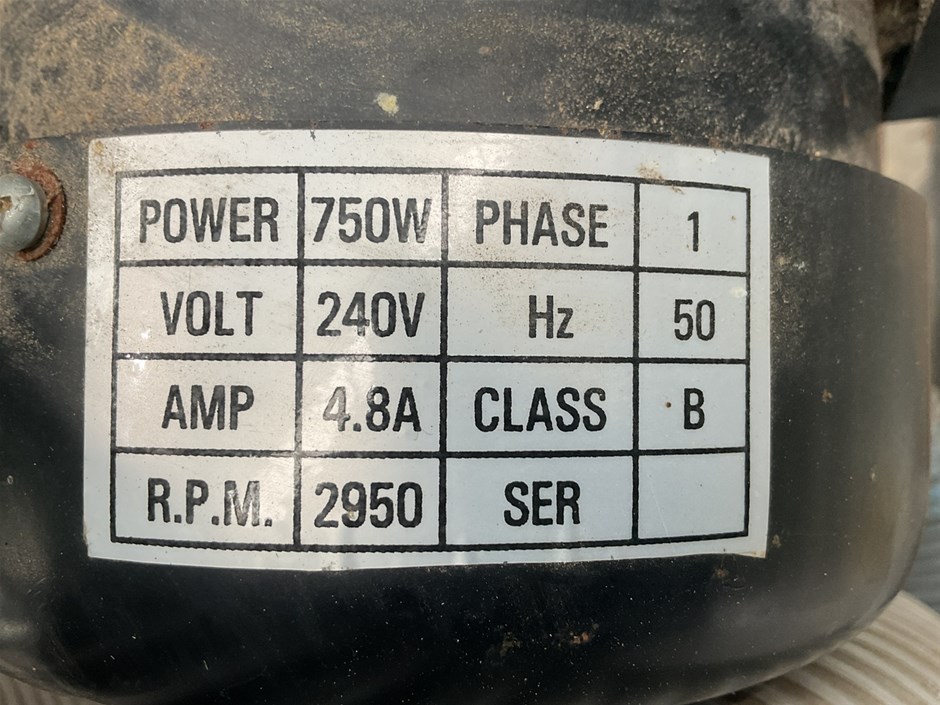 POWER 750W PHASE 1
VOLT 240V Hz 50
AMP 4.8A CLASS B
R.P.M. 2950 SER